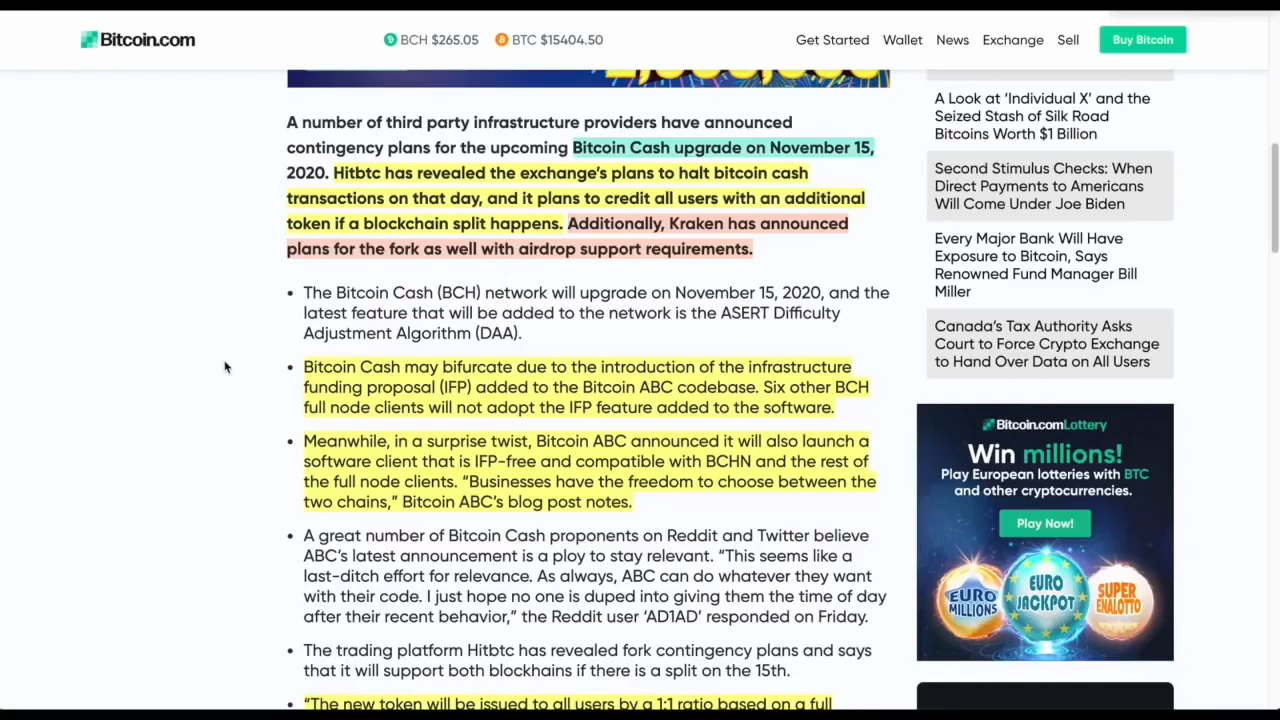 Bitcoin.com
BCH $265.05
BTC $15404.50
Get Started
Wallet
News
Exchange
Sell
Buy Bitcoin
A number of third party infrastructure providers have announced
contingency plans for the upcoming Bitcoin Cash upgrade on November 15,
2020. Hitbtc has revealed the exchange's plans to halt bitcoin cash
transactions on that day, and it plans to credit all users with an additional
token if a blockchain split happens. Additionally, Kraken has announced
plans for the fork as well with airdrop support requirements.
• The Bitcoin Cash (BCH) network will upgrade on November 15, 2020, and the
latest feature that will be added to the network is the ASERT Difficulty
Adjustment Algorithm (DAA).
• Bitcoin Cash may bifurcate due to the introduction of the infrastructure
funding proposal (IFP) added to the Bitcoin ABC codebase. Six other BCH
full node clients will not adopt the IFP feature added to the software.
• Meanwhile, in a surprise twist, Bitcoin ABC announced it will also launch a
software client that is IFP-free and compatible with BCHN and the rest of
the full node clients. “Businesses have the freedom to choose between the
two chains,” Bitcoin ABC's blog post notes.
• A great number of Bitcoin Cash proponents on Reddit and Twitter believe
ABC's latest announcement is a ploy to stay relevant. “This seems like a
last-ditch effort for relevance. As always, ABC can do whatever they want
with their code. I just hope no one is duped into giving them the time of day
after their recent behavior,” the Reddit user ‘AD1AD’ responded on Friday.
• The trading platform Hitbtc has revealed fork contingency plans and says
that it will support both blockhains if there is a split on the 15th.
• “The new token will be issued to all users by a 1:1 ratio based on a full
A Look at ‘Individual X’ and the
Seized Stash of Silk Road
Bitcoins Worth $1 Billion
Second Stimulus Checks: When
Direct Payments to Americans
Will Come Under Joe Biden
Every Major Bank Will Have
Exposure to Bitcoin, Says
Renowned Fund Manager Bill
Miller
Canada's Tax Authority Asks
Court to Force Crypto Exchange
to Hand Over Data on All Users
Bitcoin.comLottery
Win millions!
Play European lotteries with BTC
and other cryptocurrencies.
Play Now!
EURO
MILLIONS
EURO
JACKPOT
SUPER
ENALOTTO